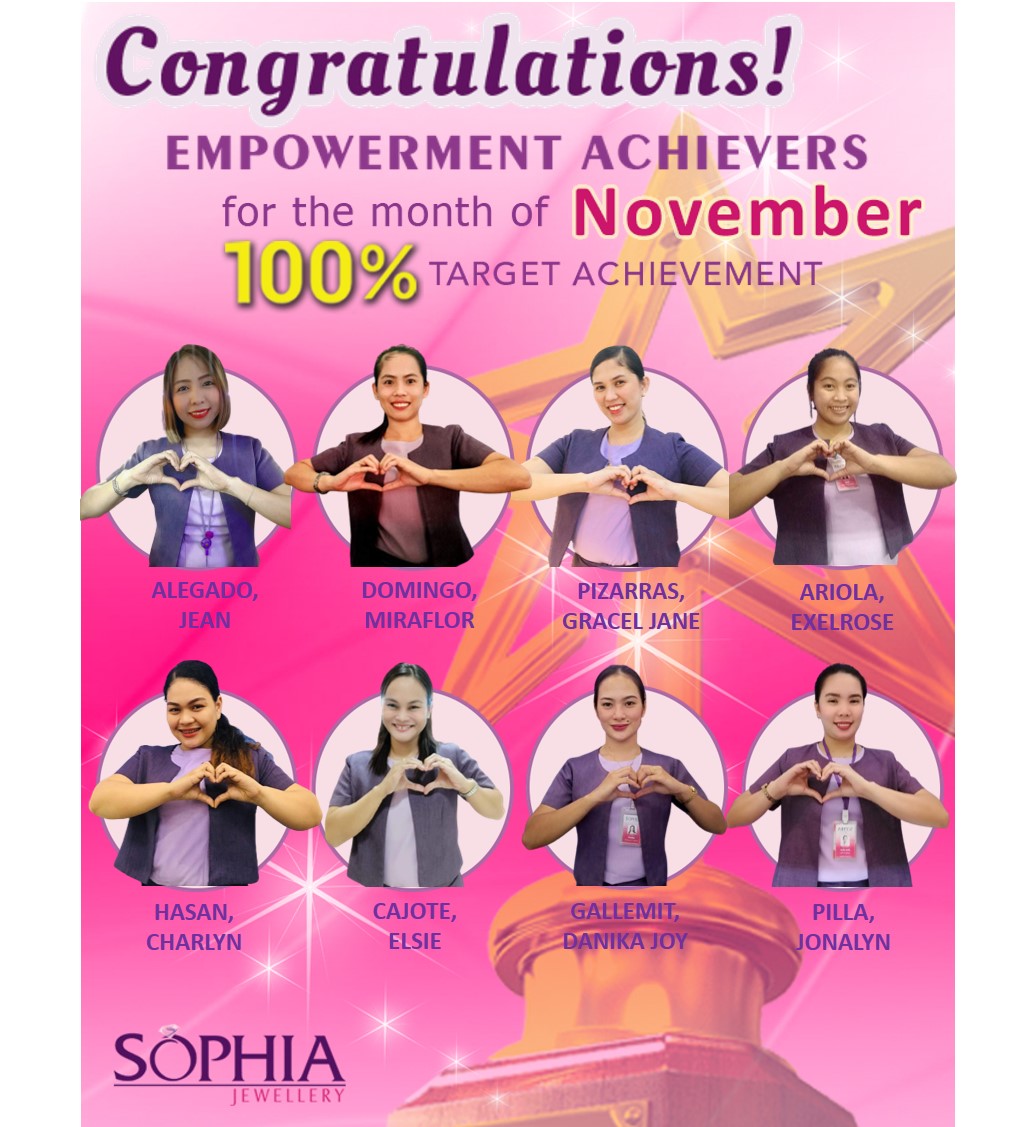 Congratulations!
EMPOWERMENT ACHIEVERS
for the month of November
100% TARGET ACHIEVEMENT
ALEGADO,
JEAN
DOMINGO,
MIRAFLOR
PIZARRAS,
GRACEL JANE
ARIOLA,
EXELROSE
HASAN,
CHARLYN
CAJOTE,
ELSIE
GALLEMIT,
DANIKA JOY
PILLA,
JONALYN
SOPHIA
JEWELLERY